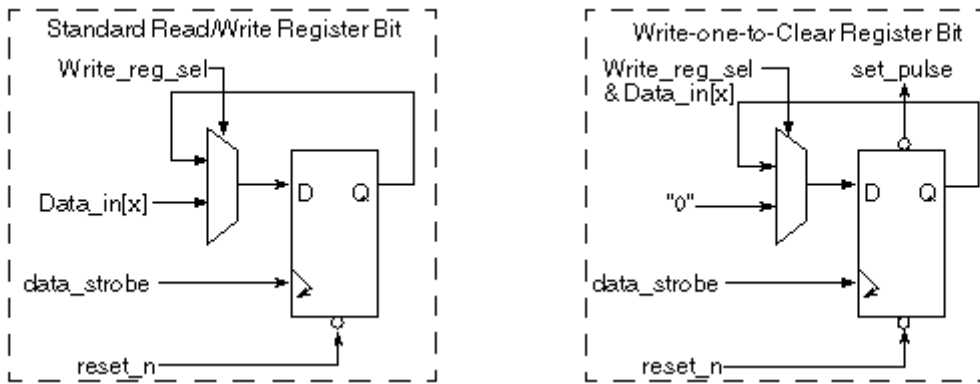 Standard Read/Write Register Bit
Write_reg_sel
Data_in[x]
D Q
data_strobe
reset_n
Write-one-to-Clear Register Bit
Write_reg_sel
& Data_in[x]
set_pulse
"0"
D Q
data_strobe
reset_n